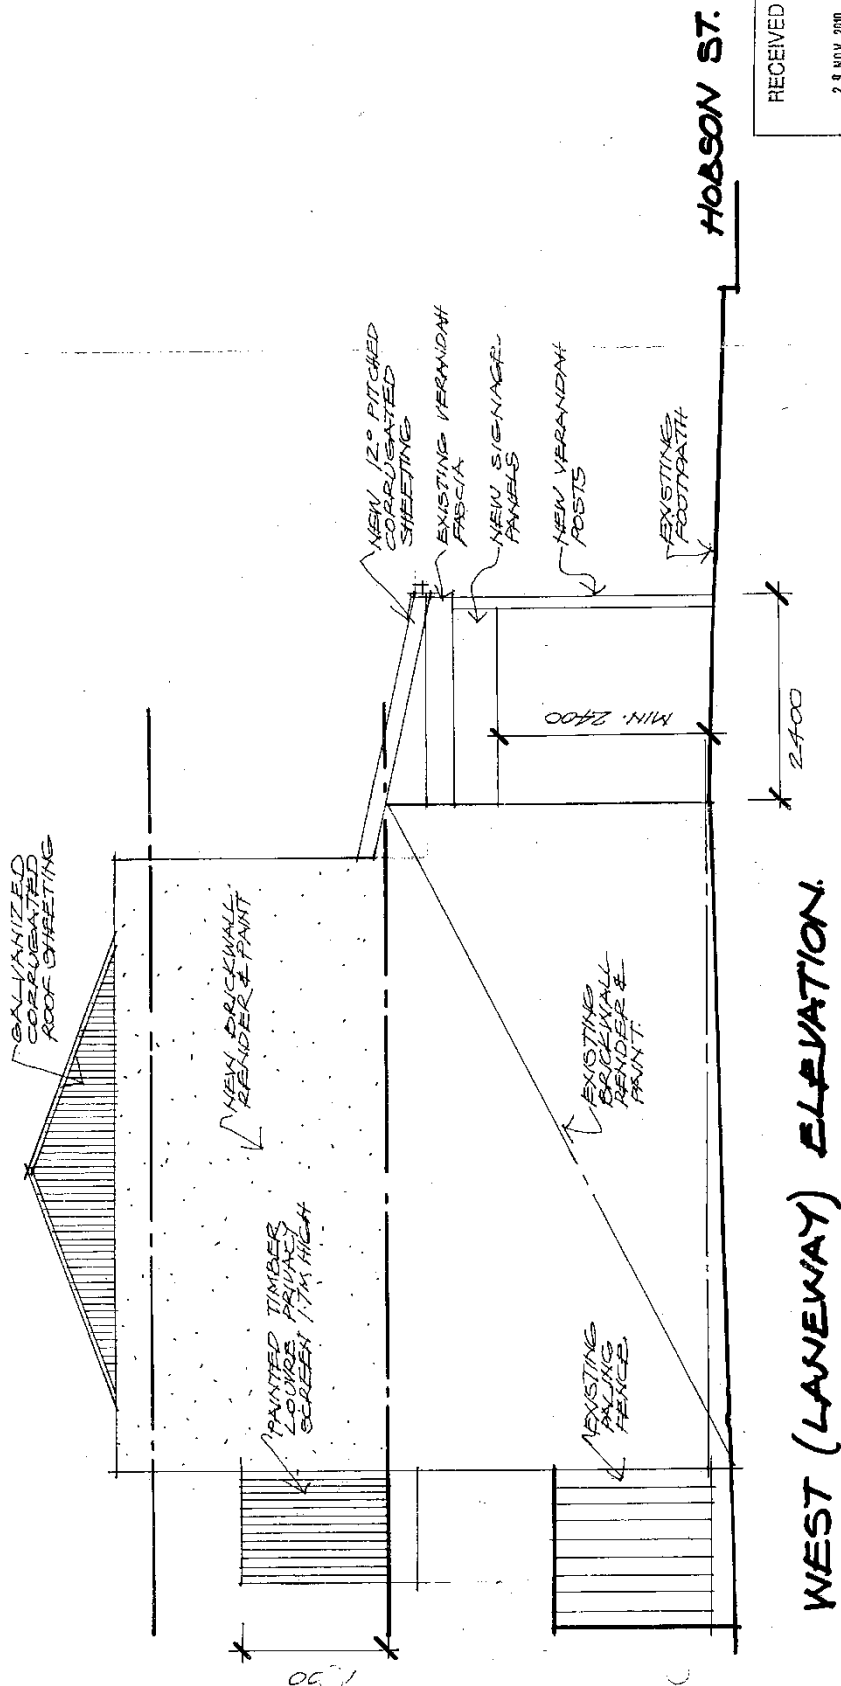 GALVANIZED
CORRUGATED
ROOF SHEETING
NEW BRICKWALL
RENDER & PAINT
PAINTED TIMBER
LOUVRE PRIVACY
SCREEN 1.7M HIGH
NEW 12° PITCHED
CORRUGATED
SHEETING
EXISTING VERANDAH
FASCIA
NEW SIGNAGE
PANELS
NEW VERANDAH
POSTS
EXISTING
FOOTPATH
MIN. 2400
2400
EXISTING
BRICKWALL
RENDER &
PAINT.
EXISTING
PALING
FENCE.
HOBSON ST.
WEST (LANEWAY) ELEVATION.
RECEIVED
NOV 2010